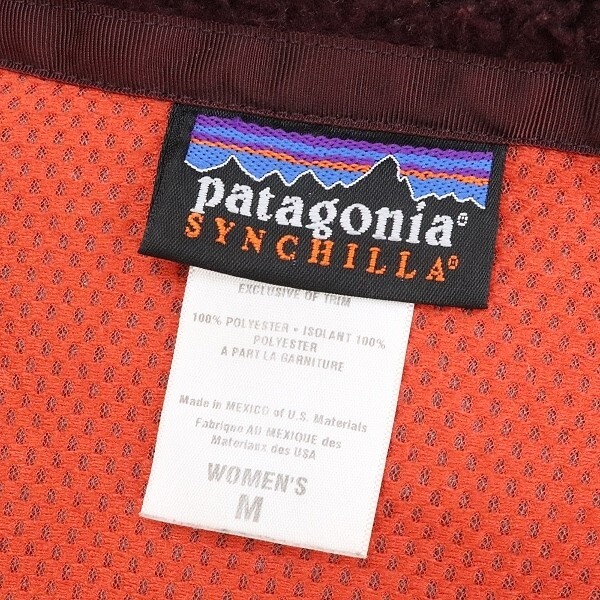 patagonia®
SYNCHILLA®
EXCLUSIVE OF TRIM
100% POLYESTER • ISOLANT 100%
POLYESTER
A PART LA GARNITURE
Made in MEXICO of U.S. Materials
Fabrique AU MEXIQUE des
Materiaux des USA
WOMEN'S
M